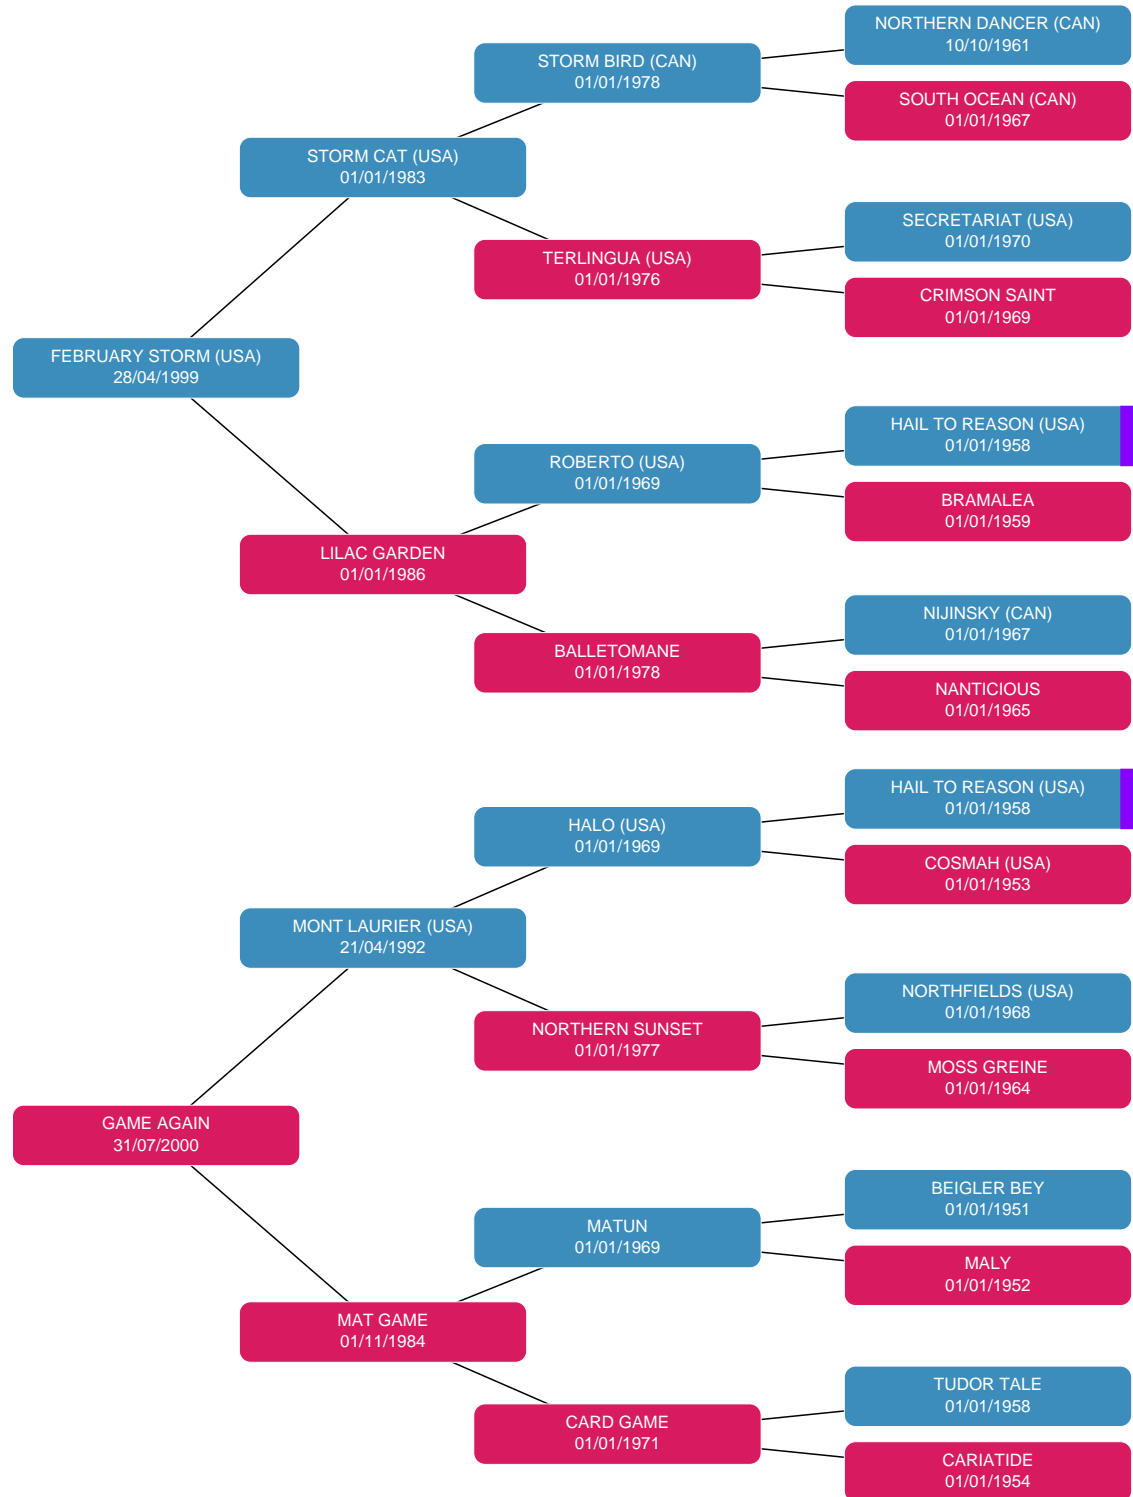 NORTHERN DANCER (CAN)
10/10/1961
STORM BIRD (CAN)
01/01/1978
SOUTH OCEAN (CAN)
01/01/1967
STORM CAT (USA)
01/01/1983
SECRETARIAT (USA)
01/01/1970
TERLINGUA (USA)
01/01/1976
CRIMSON SAINT
01/01/1969
FEBRUARY STORM (USA)
28/04/1999
HAIL TO REASON (USA)
01/01/1958
ROBERTO (USA)
01/01/1969
BRAMALEA
01/01/1959
LILAC GARDEN
01/01/1986
NIJINSKY (CAN)
01/01/1967
BALLETOMANE
01/01/1978
NANTICIOUS
01/01/1965
HAIL TO REASON (USA)
01/01/1958
HALO (USA)
01/01/1969
COSMAH (USA)
01/01/1953
MONT LAURIER (USA)
21/04/1992
NORTHFIELDS (USA)
01/01/1968
NORTHERN SUNSET
01/01/1977
MOSS GREINE
01/01/1964
GAME AGAIN
31/07/2000
BEIGLER BEY
01/01/1951
MATUN
01/01/1969
MALY
01/01/1952
MAT GAME
01/11/1984
TUDOR TALE
01/01/1958
CARD GAME
01/01/1971
CARIATIDE
01/01/1954